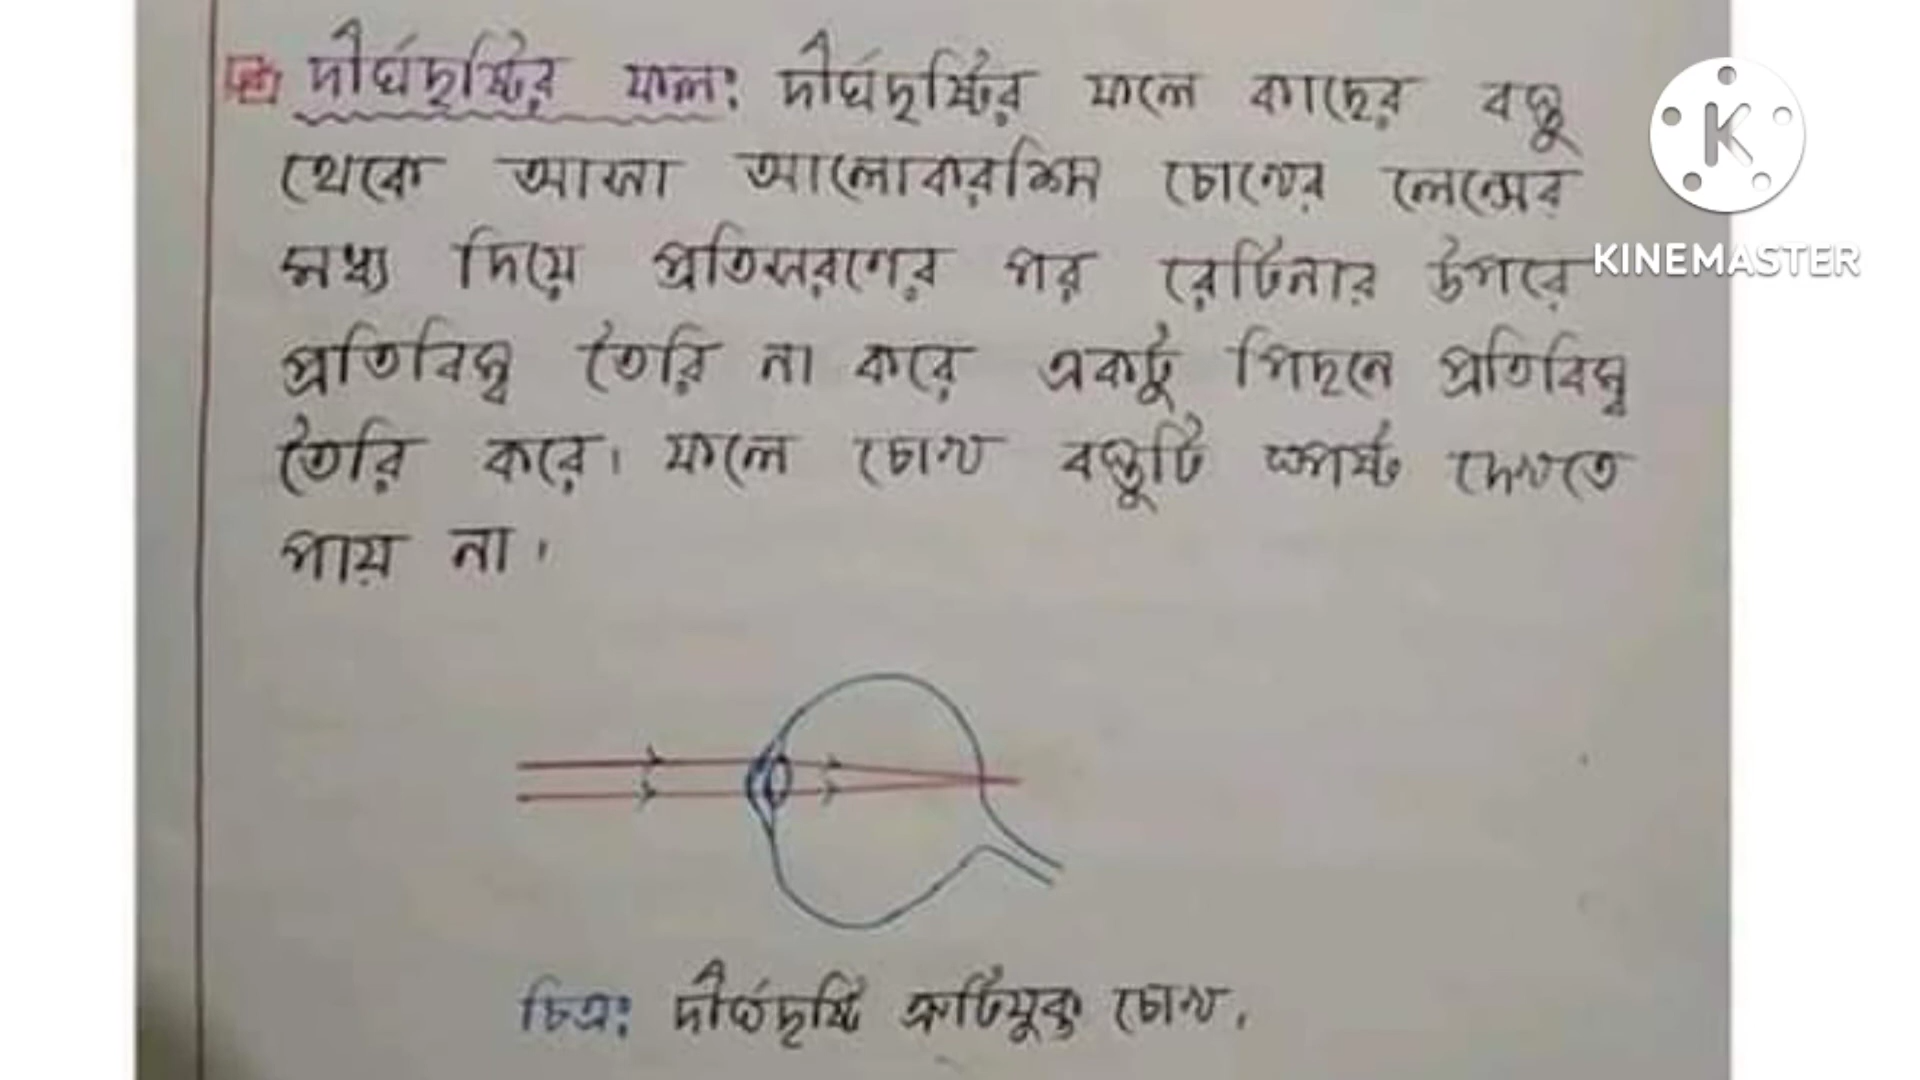 দীর্ঘদৃষ্টির ফল: দীর্ঘদৃষ্টির ফলে কাছের বস্তু
থেকে আসা আলোকরশ্মি চোখের লেন্সের
মধ্য দিয়ে প্রতিসরণের পর রেটিনার উপরে
প্রতিবিম্ব তৈরি না করে একটু পিছনে প্রতিবিম্ব
তৈরি করে। ফলে চোখ বস্তুটি স্পষ্ট দেখতে
পায় না।
চিত্র: দীর্ঘদৃষ্টি ত্রুটিযুক্ত চোখ.
K
KINEMASTER